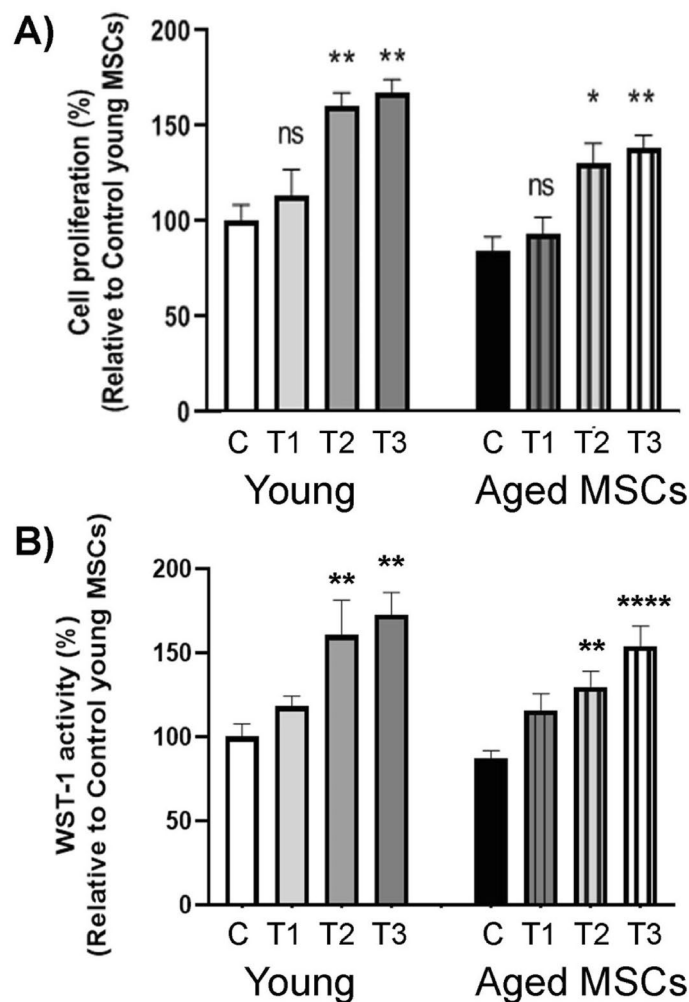 A)
Cell proliferation (%)
(Relative to Control young MSCs)
200
150
100
50
0
ns
**
**
ns
*
**
C T1 T2 T3 C T1 T2 T3
Young Aged MSCs
B)
WST-1 activity (%)
(Relative to Control young MSCs)
200
150
100
50
0
**
**
**
****
C T1 T2 T3 C T1 T2 T3
Young Aged MSCs